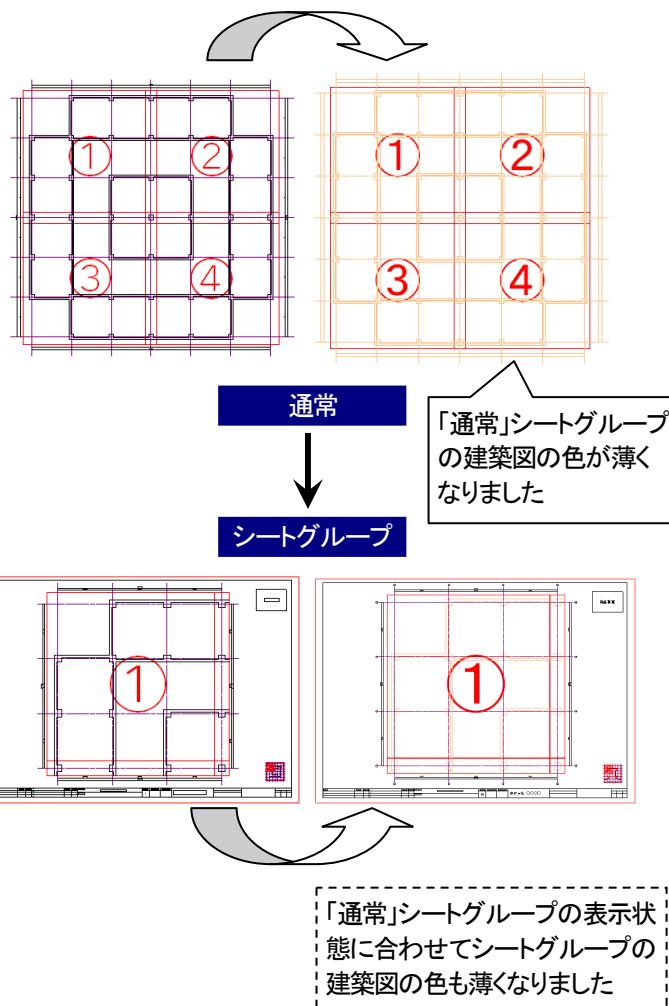 ① ②
③ ④
① ②
③ ④
通常
「通常」シートグループ
の建築図の色が薄く
なりました
シートグループ
①
①
「通常」シートグループの表示状
態に合わせてシートグループの
建築図の色も薄くなりました